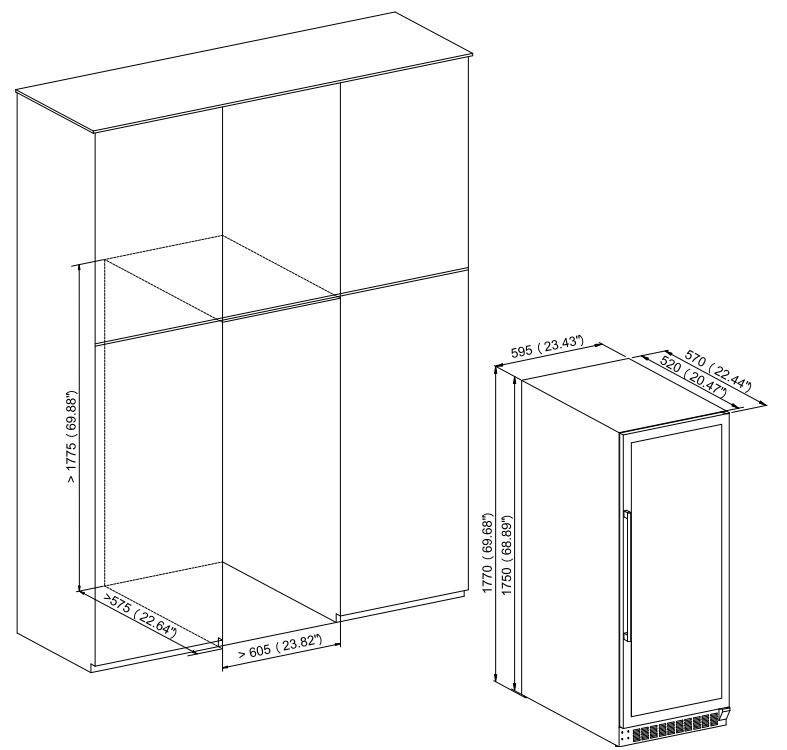 > 1775 ( 69.88")
>575 ( 22.64")
> 605 ( 23.82")
595 ( 23.43")
570 ( 22.44")
520 ( 20.47")
1770 ( 69.68")
1750 ( 68.89")